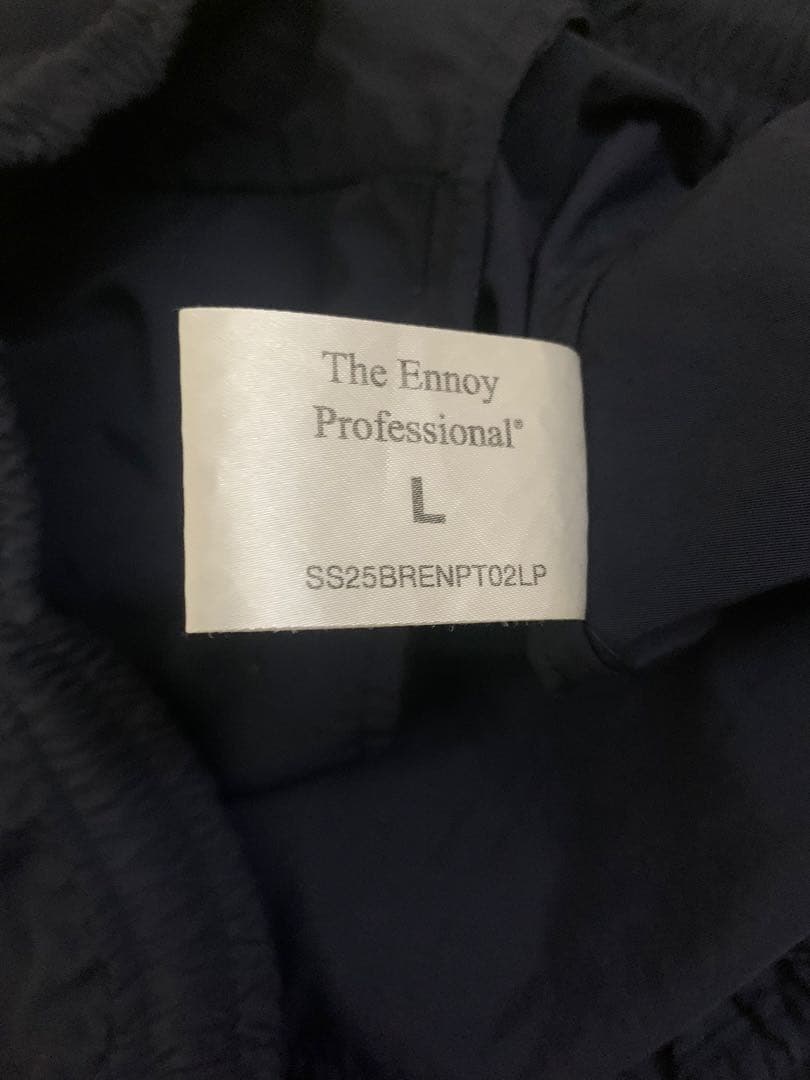 The Ennoy
Professional®
L
SS25BRENPT02LP